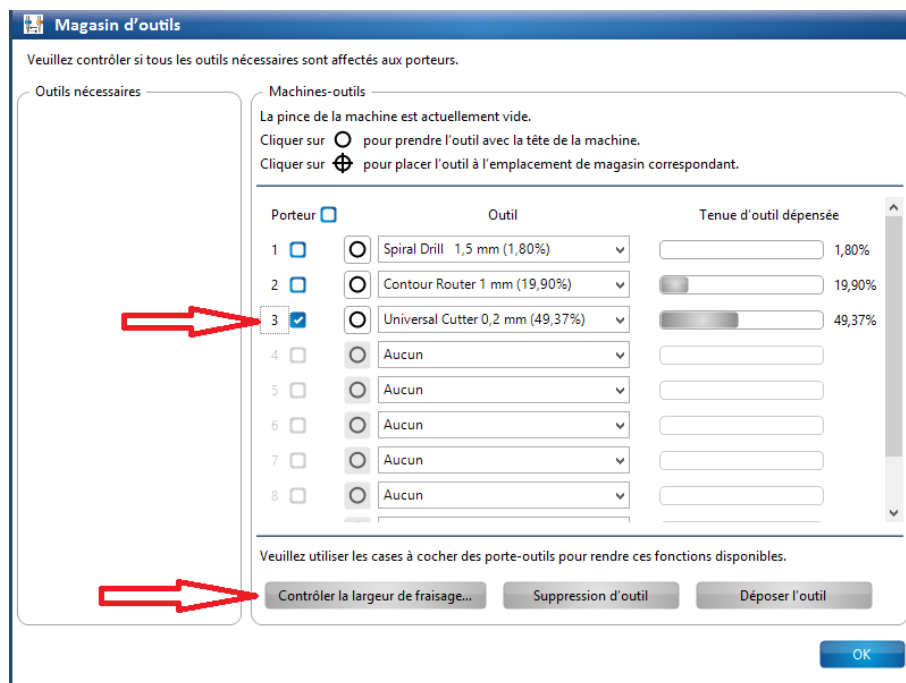 Magasin d'outils
Veuillez contrôler si tous les outils nécessaires sont affectés aux porteurs.
Outils nécessaires
Machines-outils
La pince de la machine est actuellement vide.
Cliquer sur pour prendre l'outil avec la tête de la machine.
Cliquer sur pour placer l'outil à l'emplacement de magasin correspondant.
Porteur Outil Tenue d'outil dépensée
1 Spiral Drill 1,5 mm (1,80%) 1,80%
2 Contour Router 1 mm (19,90%) 19,90%
3 Universal Cutter 0,2 mm (49,37%) 49,37%
4 Aucun
5 Aucun
6 Aucun
7 Aucun
8 Aucun
Veuillez utiliser les cases à cocher des porte-outils pour rendre ces fonctions disponibles.
Contrôler la largeur de fraisage... Suppression d'outil Déposer l'outil
OK